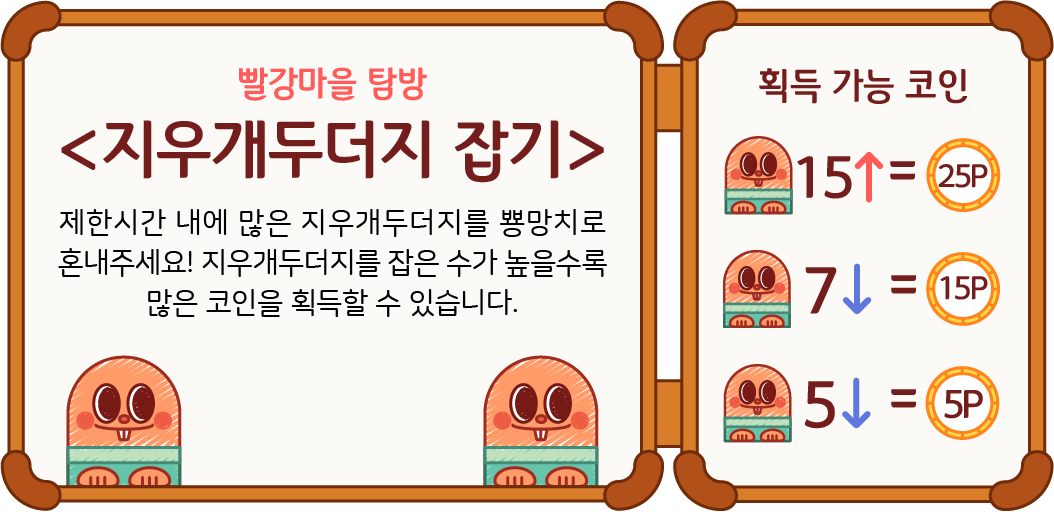 빨강마을 탐방
<지우개두더지 잡기>
제한시간 내에 많은 지우개두더지를 뿅망치로
혼내주세요! 지우개두더지를 잡은 수가 높을수록
많은 코인을 획득할 수 있습니다.
획득 가능 코인
15↑= 25P
7↓ = 15P
5↓ = 5P